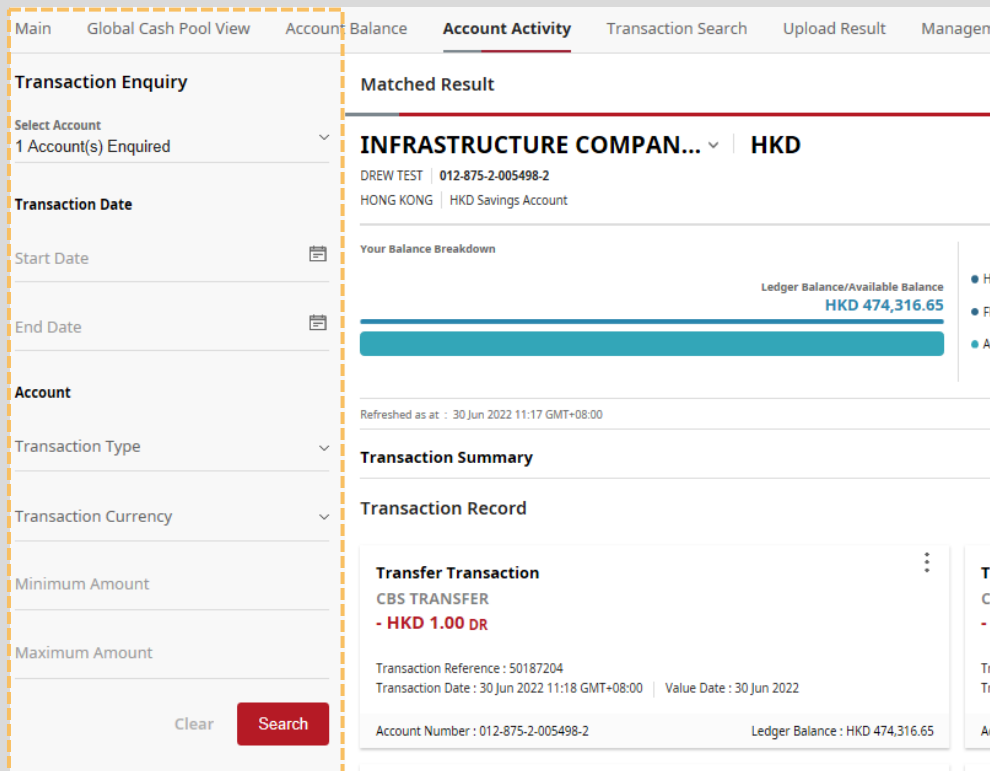 Main Global Cash Pool View Account Balance Account Activity Transaction Search Upload Result
Transaction Enquiry
Select Account
1 Account(s) Enquired
Transaction Date
Start Date
End Date
Account
Transaction Type
Transaction Currency
Minimum Amount
Maximum Amount
Clear Search
Matched Result
INFRASTRUCTURE COMPAN... HKD
DREW TEST 012-875-2-005498-2
HONG KONG HKD Savings Account
Your Balance Breakdown
Ledger Balance/Available Balance
HKD 474,316.65
Refreshed as at : 30 Jun 2022 11:17 GMT+08:00
Transaction Summary
Transaction Record
Transfer Transaction
CBS TRANSFER
- HKD 1.00 DR
Transaction Reference : 50187204
Transaction Date : 30 Jun 2022 11:18 GMT+08:00 Value Date : 30 Jun 2022
Account Number : 012-875-2-005498-2 Ledger Balance : HKD 474,316.65